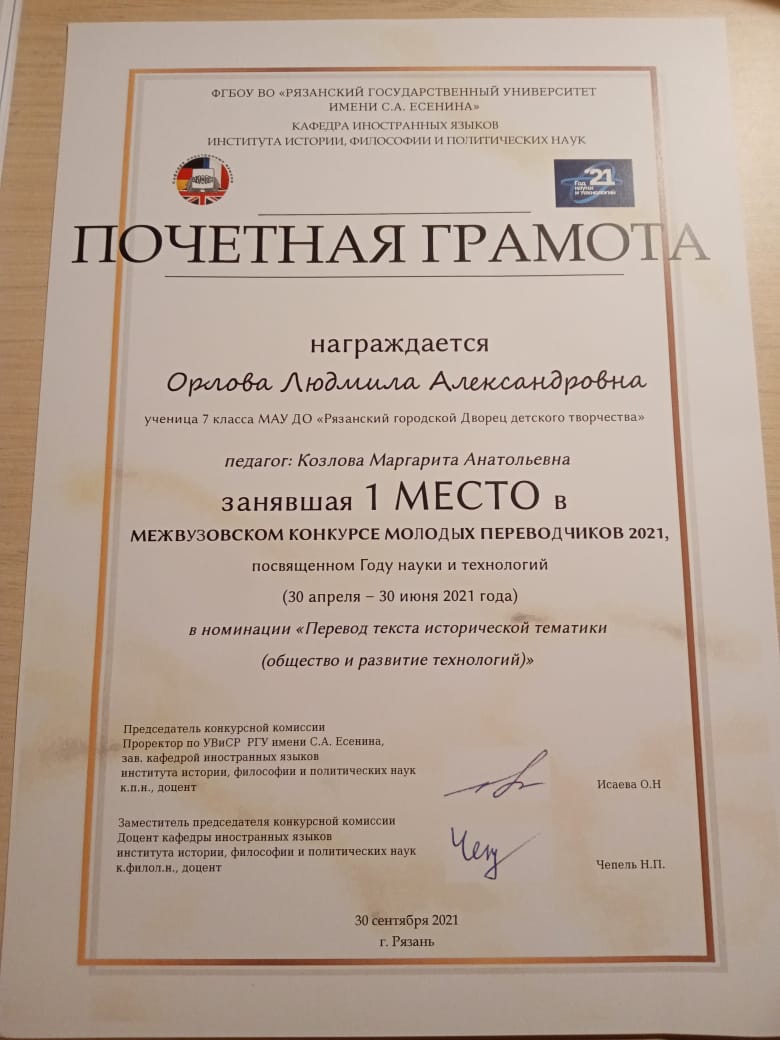 ФГБОУ ВО «РЯЗАНСКИЙ ГОСУДАРСТВЕННЫЙ УНИВЕРСИТЕТ
ИМЕНИ С.А. ЕСЕНИНА»
КАФЕДРА ИНОСТРАННЫХ ЯЗЫКОВ
ИНСТИТУТА ИСТОРИИ, ФИЛОСОФИИ И ПОЛИТИЧЕСКИХ НАУК
'21
Год
науки
и технологий
ПОЧЕТНАЯ ГРАМОТА
награждается
Орлова Людмила Александровна
ученица 7 класса МАУ ДО «Рязанский городской Дворец детского творчества»
педагог: Козлова Маргарита Анатольевна
занявшая 1 МЕСТО в
МЕЖВУЗОВСКОМ КОНКУРСЕ МОЛОДЫХ ПЕРЕВОДЧИКОВ 2021,
посвященном Году науки и технологий
(30 апреля – 30 июня 2021 года)
в номинации «Перевод текста исторической тематики
(общество и развитие технологий)»
Председатель конкурсной комиссии
Проректор по УВиСР РГУ имени С.А. Есенина,
зав. кафедрой иностранных языков
института истории, философии и политических наук
к.п.н., доцент
Исаева О.Н
Заместитель председателя конкурсной комиссии
Доцент кафедры иностранных языков
института истории, философии и политических наук
к.филол.н., доцент
Чепель Н.П.
30 сентября 2021
г. Рязань